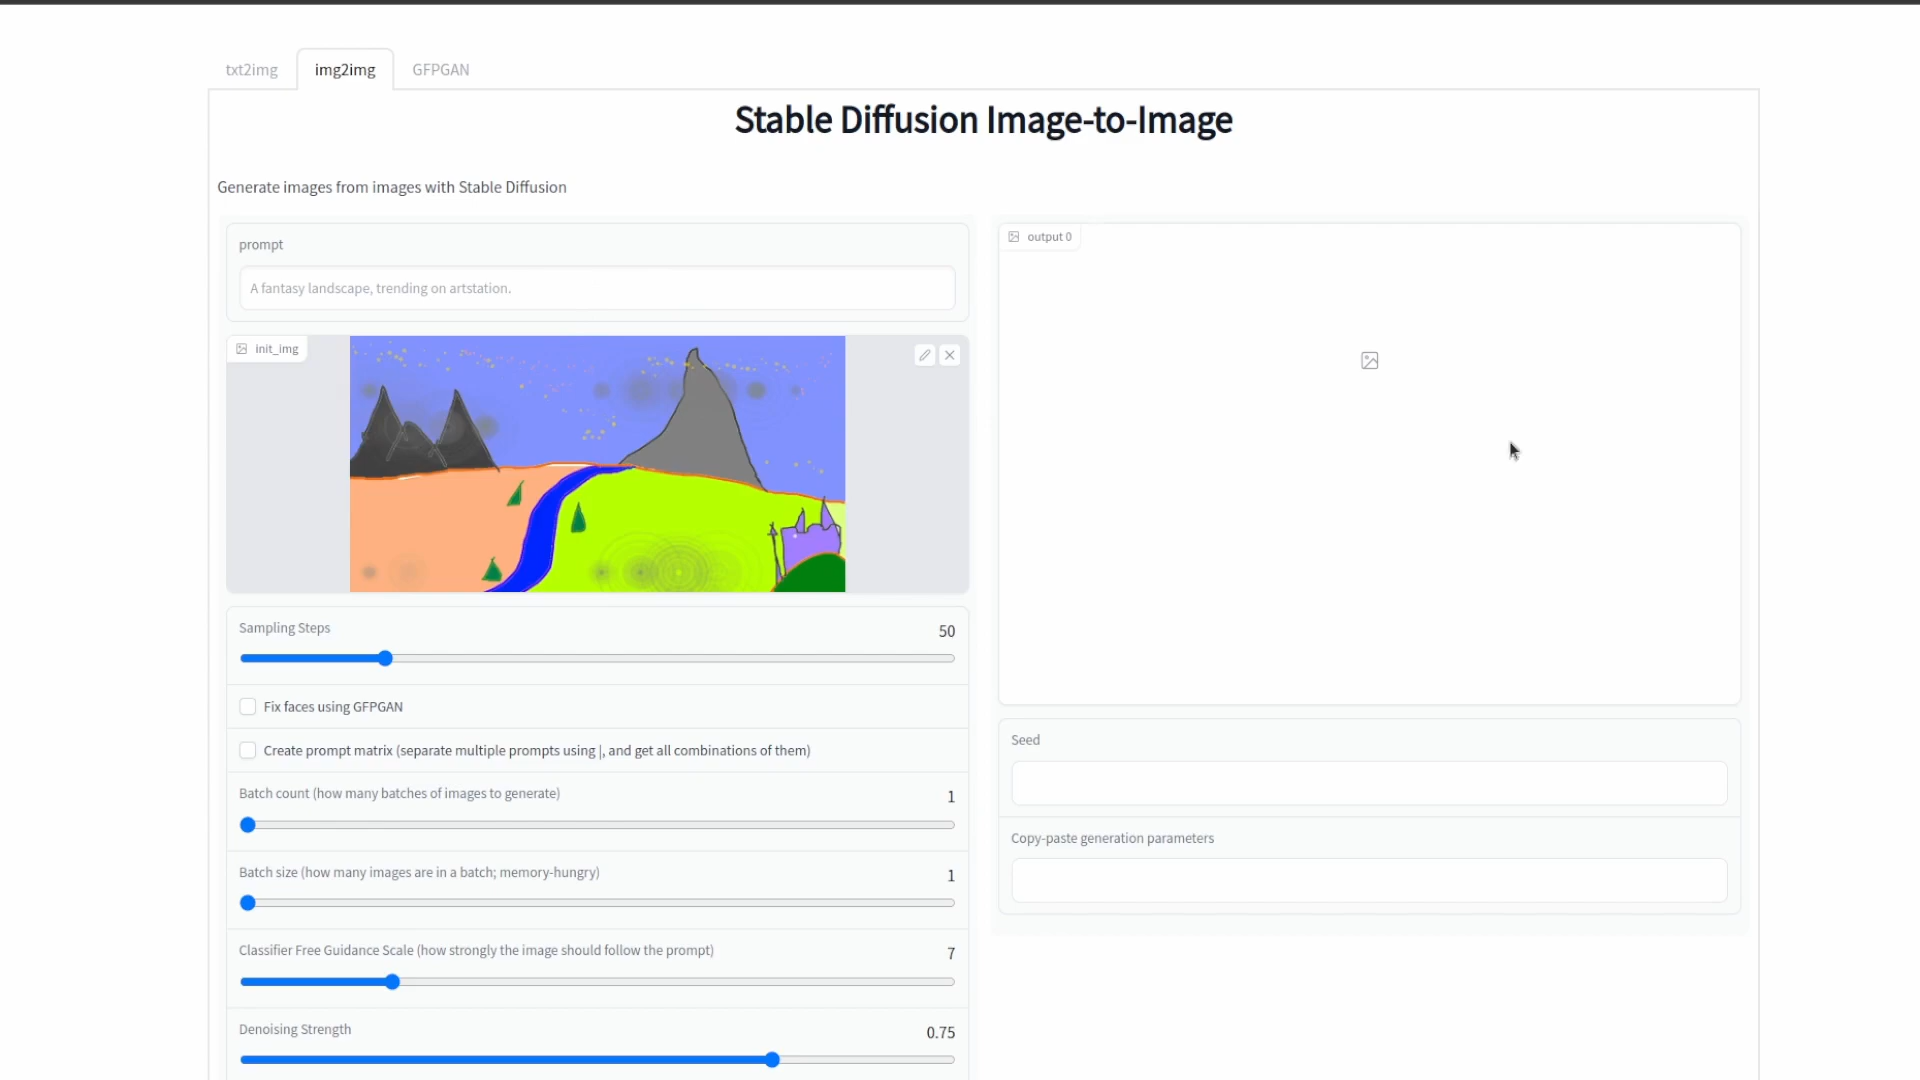 txt2img
img2img
GFPGAN
Stable Diffusion Image-to-Image
Generate images from images with Stable Diffusion
prompt
A fantasy landscape, trending on artstation.
init_img
Sampling Steps
50
Fix faces using GFPGAN
Create prompt matrix (separate multiple prompts using |, and get all combinations of them)
Batch count (how many batches of images to generate)
1
Batch size (how many images are in a batch; memory-hungry)
1
Classifier Free Guidance Scale (how strongly the image should follow the prompt)
7
Denoising Strength
0.75
output 0
Seed
Copy-paste generation parameters